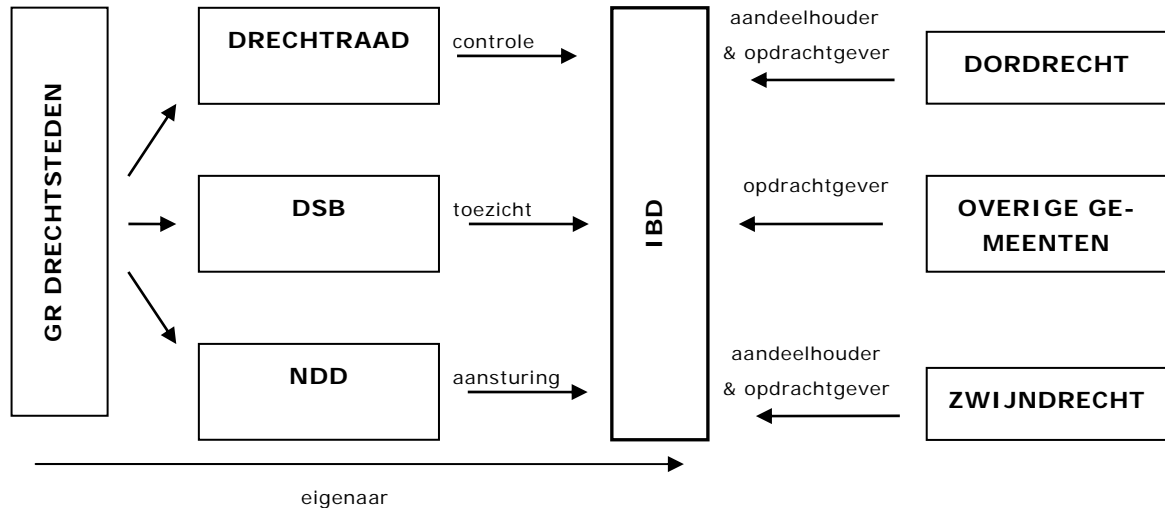 GR DRECHTSTEDEN
DRECHTRAAD
controle
DSB
toezicht
NDD
aansturing
IBD
aandeelhouder
& opdrachtgever
DORDRECHT
opdrachtgever
OVERIGE GE-
MEENTEN
aandeelhouder
& opdrachtgever
ZWIJNDRECHT
eigenaar